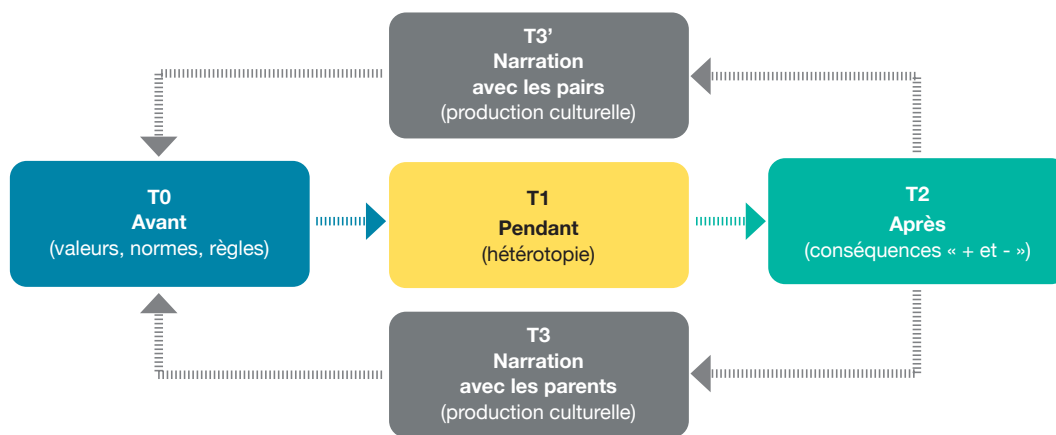 T3’
Narration
avec les pairs
(production culturelle)
T0
Avant
(valeurs, normes, règles)
T1
Pendant
(hétérotopie)
T2
Après
(conséquences « + et - »)
T3
Narration
avec les parents
(production culturelle)